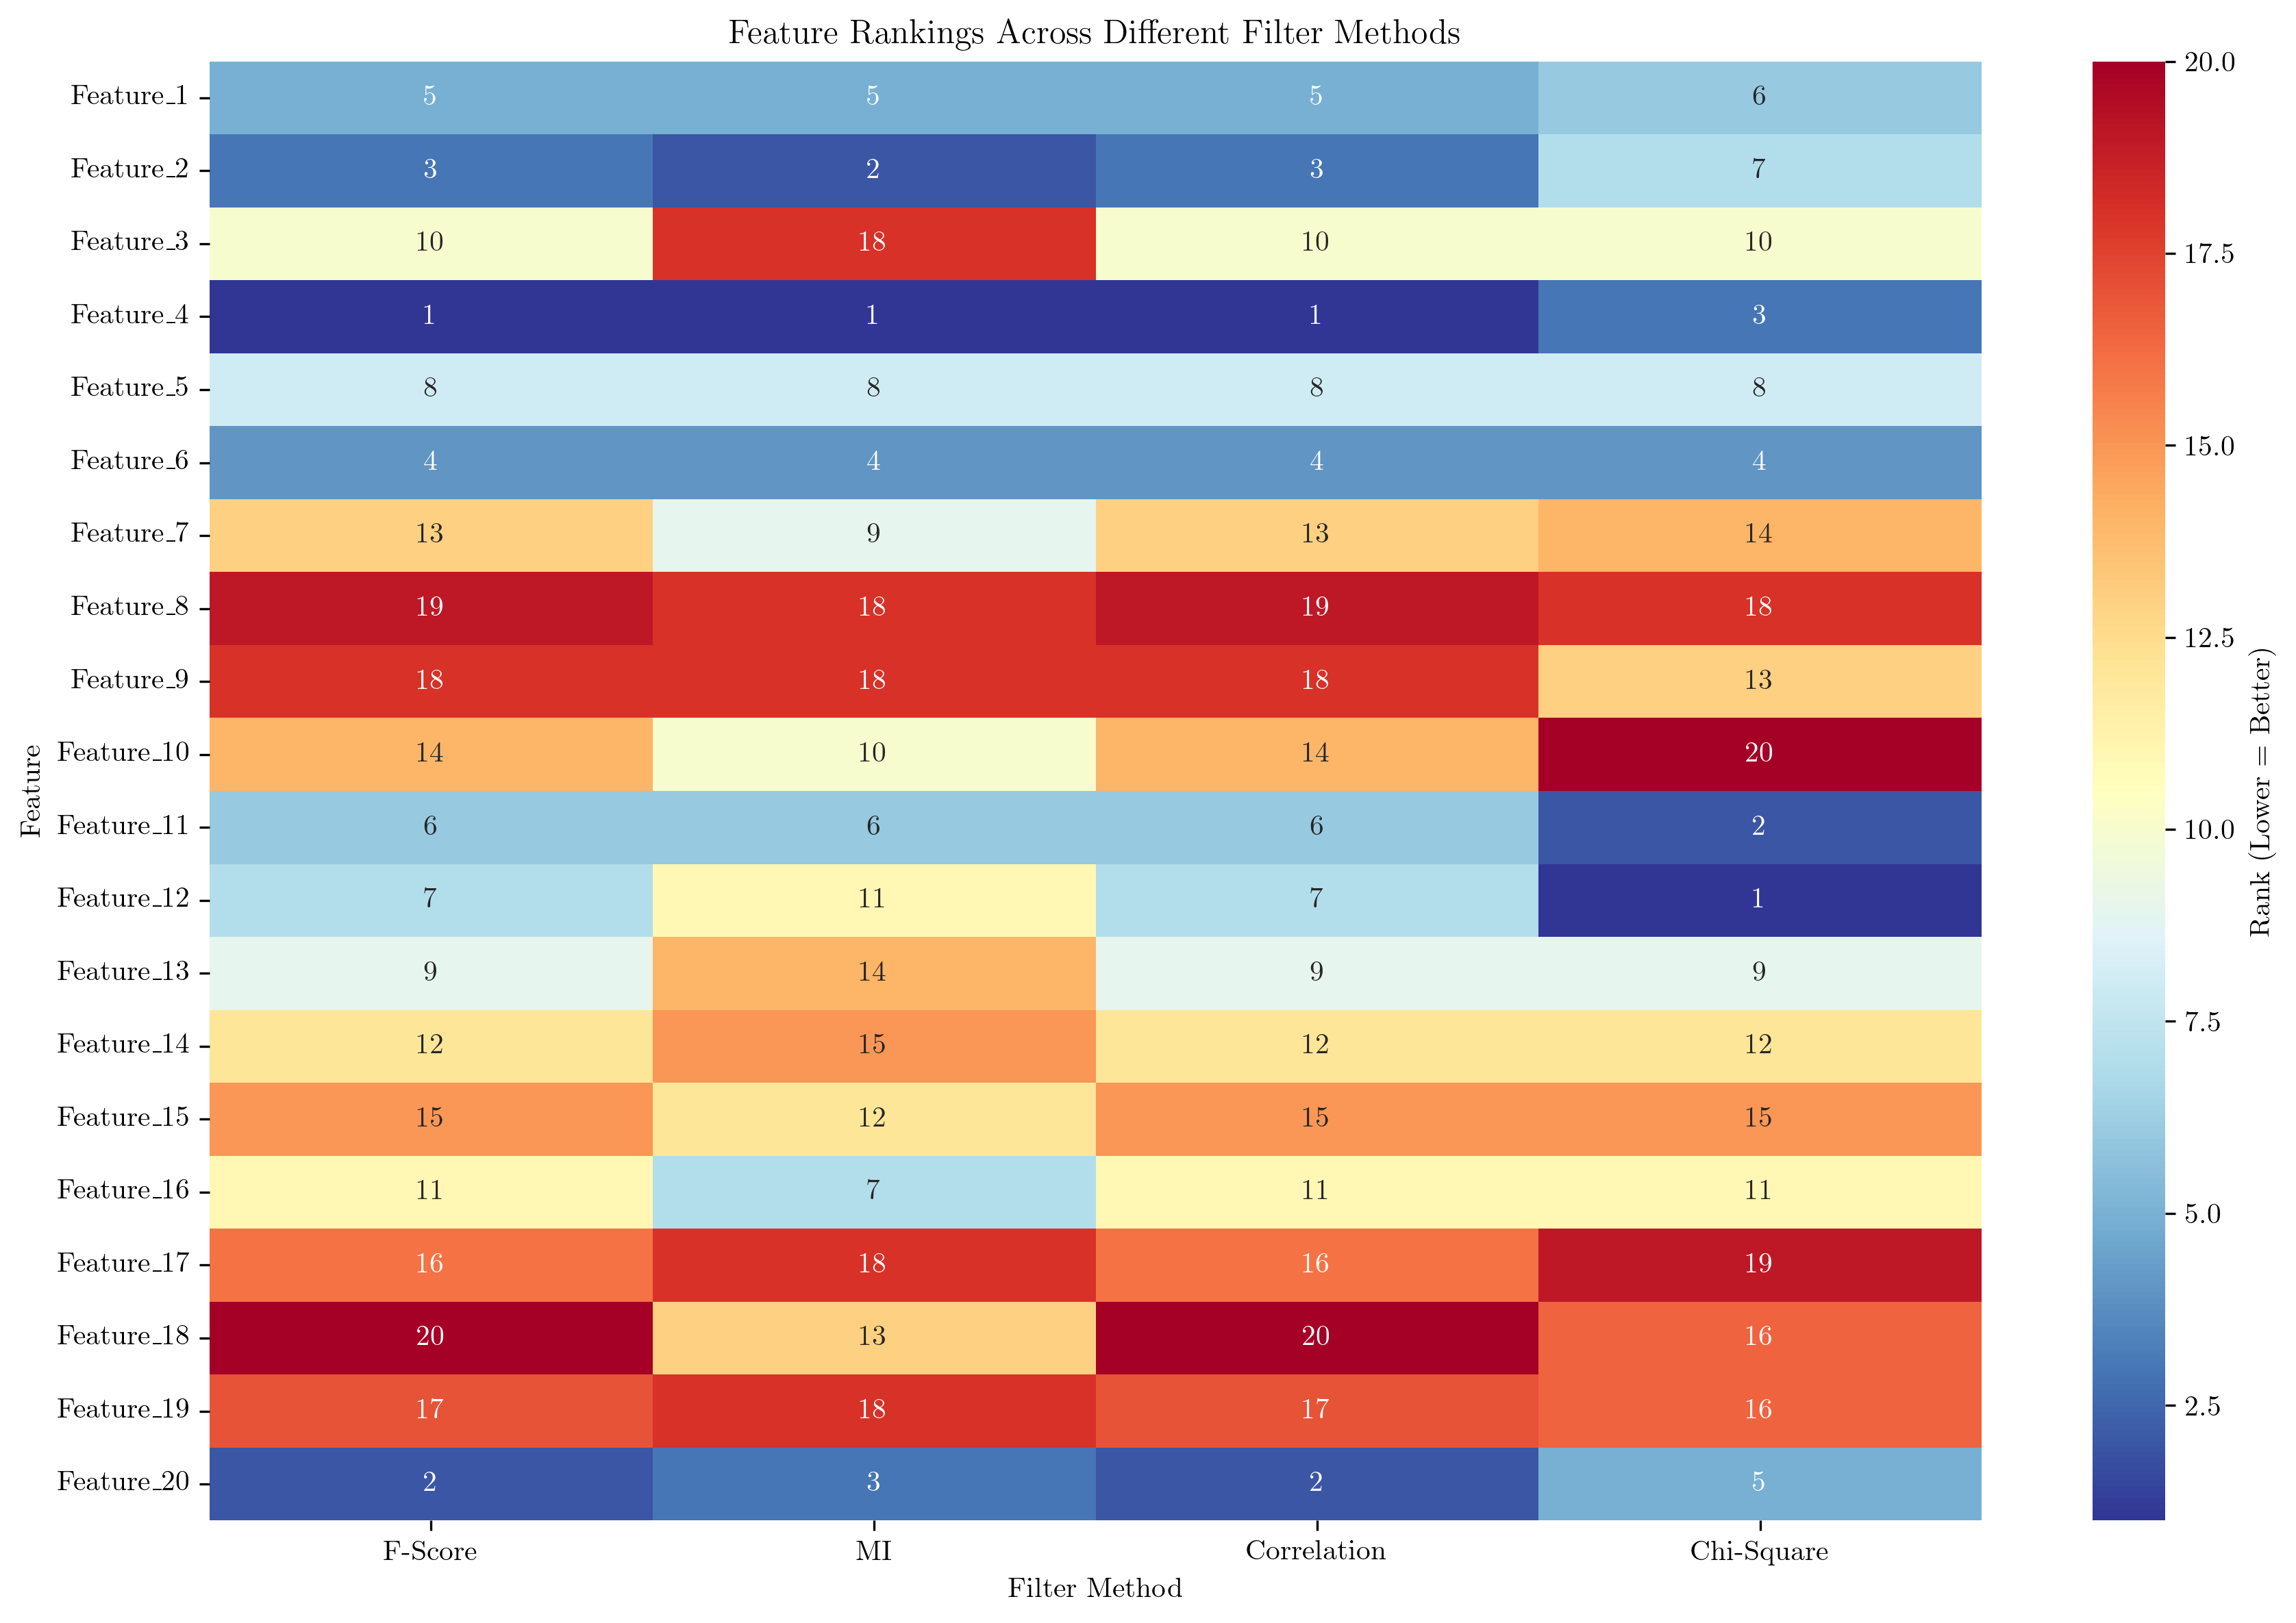 Feature Rankings Across Different Filter Methods
Feature_1 5 5 5 6
Feature_2 3 2 3 7
Feature_3 10 18 10 10
Feature_4 1 1 1 3
Feature_5 8 8 8 8
Feature_6 4 4 4 4
Feature_7 13 9 13 14
Feature_8 19 18 19 18
Feature_9 18 18 18 13
Feature_10 14 10 14 20
Feature_11 6 6 6 2
Feature_12 7 11 7 1
Feature_13 9 14 9 9
Feature_14 12 15 12 12
Feature_15 15 12 15 15
Feature_16 11 7 11 11
Feature_17 16 18 16 19
Feature_18 20 13 20 16
Feature_19 17 18 17 16
Feature_20 2 3 2 5
F-Score MI Correlation Chi-Square
Filter Method
Feature
20.0
17.5
15.0
12.5
10.0
7.5
5.0
2.5
Rank (Lower = Better)